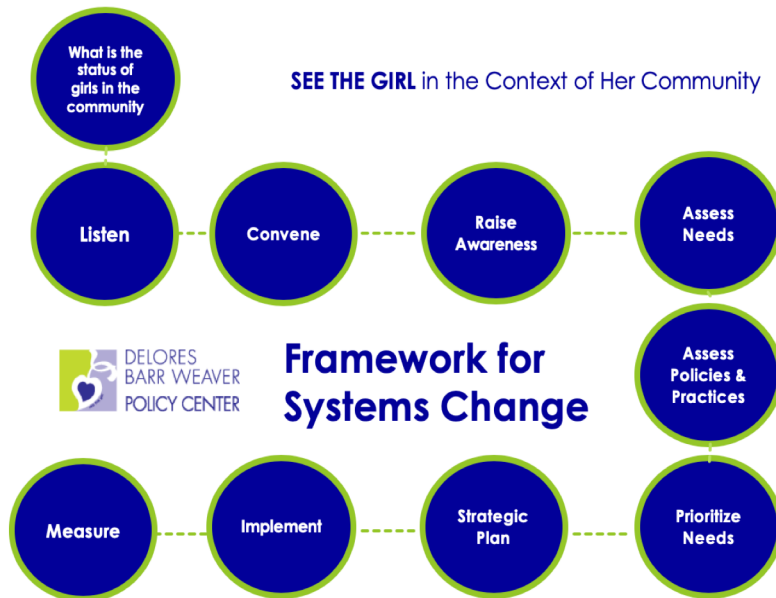 What is the
status of
girls in the
community
SEE THE GIRL in the Context of Her Community
Listen
Convene
Raise
Awareness
Assess
Needs
DELORES
BARR WEAVER
POLICY CENTER
Framework for
Systems Change
Assess
Policies &
Practices
Measure
Implement
Strategic
Plan
Prioritize
Needs